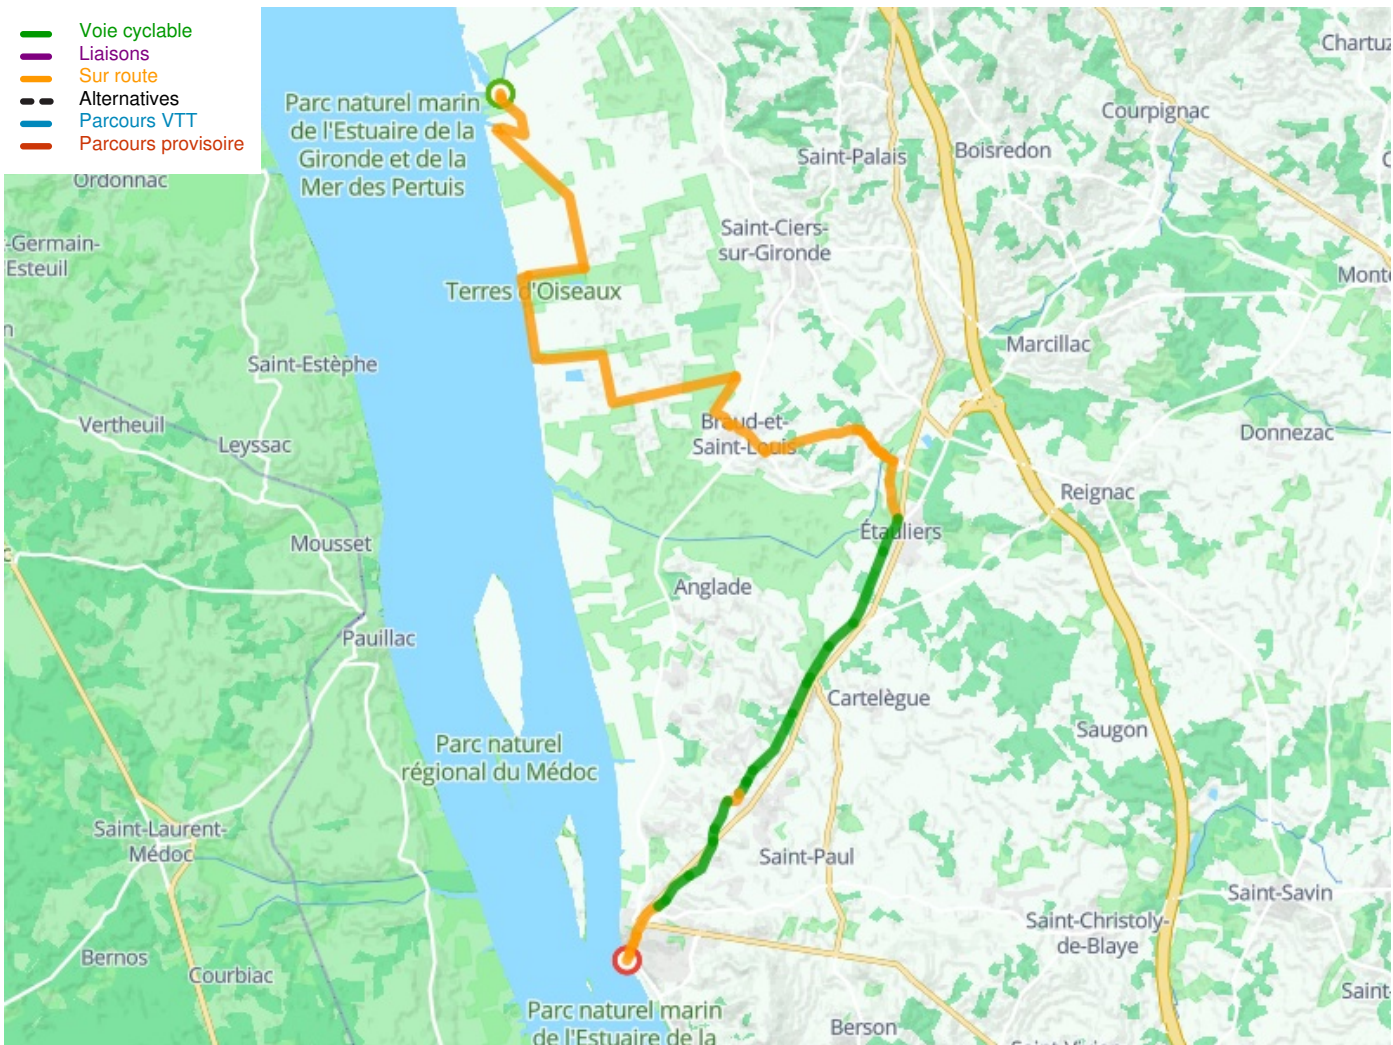 Voie cyclable
Liaisons
Sur route
Alternatives
Parcours VTT
Parcours provisoire
Chartuz
Parc naturel marin
de l'Estuaire de la
Gironde et de la
Mer des Pertuis
Courpignac
Saint-Palais
Boisredon
Ordonnac
-Germain-
Esteuil
Saint-Ciers-
sur-Gironde
Monte
Terres d'Oiseaux
Saint-Estèphe
Marcillac
Vertheuil
Leyssac
Braud-et-
Saint-Louis
Donnezac
Reignac
Étauliers
Mousset
Anglade
Pauillac
Cartelègue
Saugon
Parc naturel
régional du Médoc
Saint-Laurent-
Médoc
Saint-Paul
Saint-Savin
Saint-Christoly-
de-Blaye
Bernos
Courbiac
Saint-
Parc naturel marin
de l'Estuaire de la
Berson